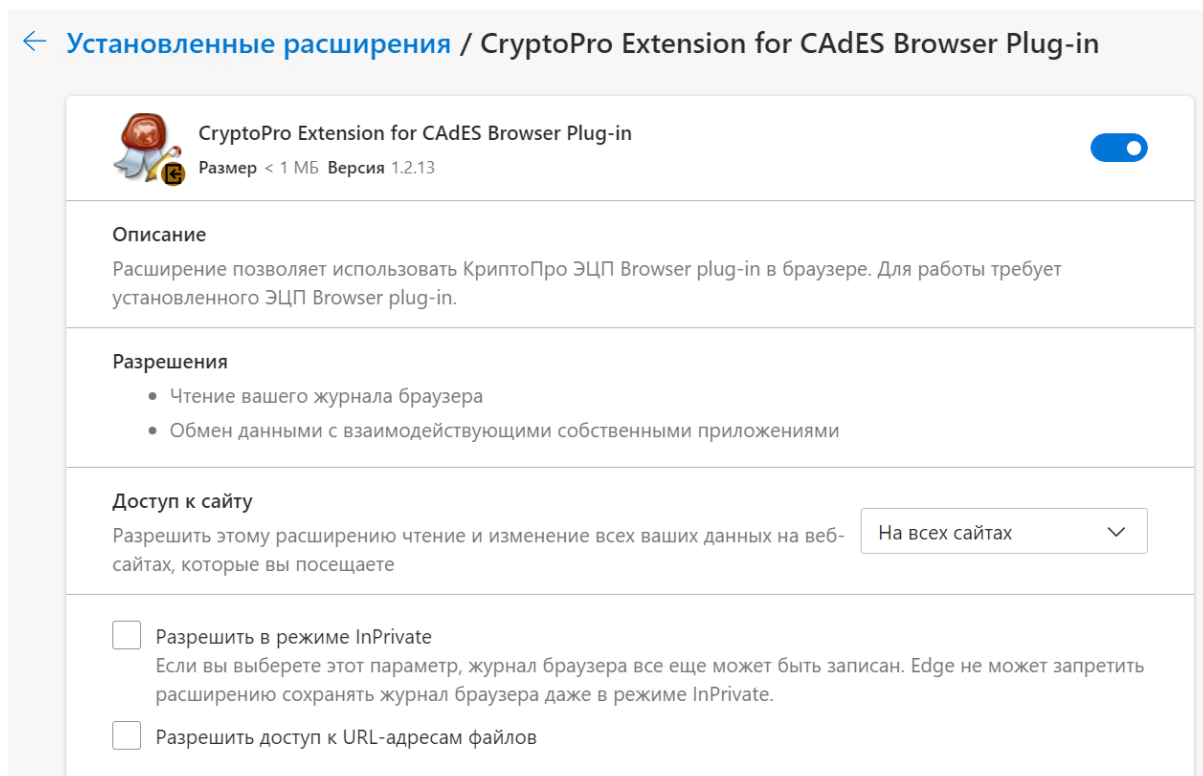 Установленные расширения / CryptoPro Extension for CAdES Browser Plug-in
CryptoPro Extension for CAdES Browser Plug-in
Размер < 1 МБ Версия 1.2.13
Описание
Расширение позволяет использовать КриптоПро ЭЦП Browser plug-in в браузере. Для работы требует
установленного ЭЦП Browser plug-in.
Разрешения
• Чтение вашего журнала браузера
• Обмен данными с взаимодействующими собственными приложениями
Доступ к сайту
Разрешить этому расширению чтение и изменение всех ваших данных на веб-
сайтах, которые вы посещаете
На всех сайтах
Разрешить в режиме InPrivate
Если вы выберете этот параметр, журнал браузера все еще может быть записан. Edge не может запретить
расширению сохранять журнал браузера даже в режиме InPrivate.
Разрешить доступ к URL-адресам файлов